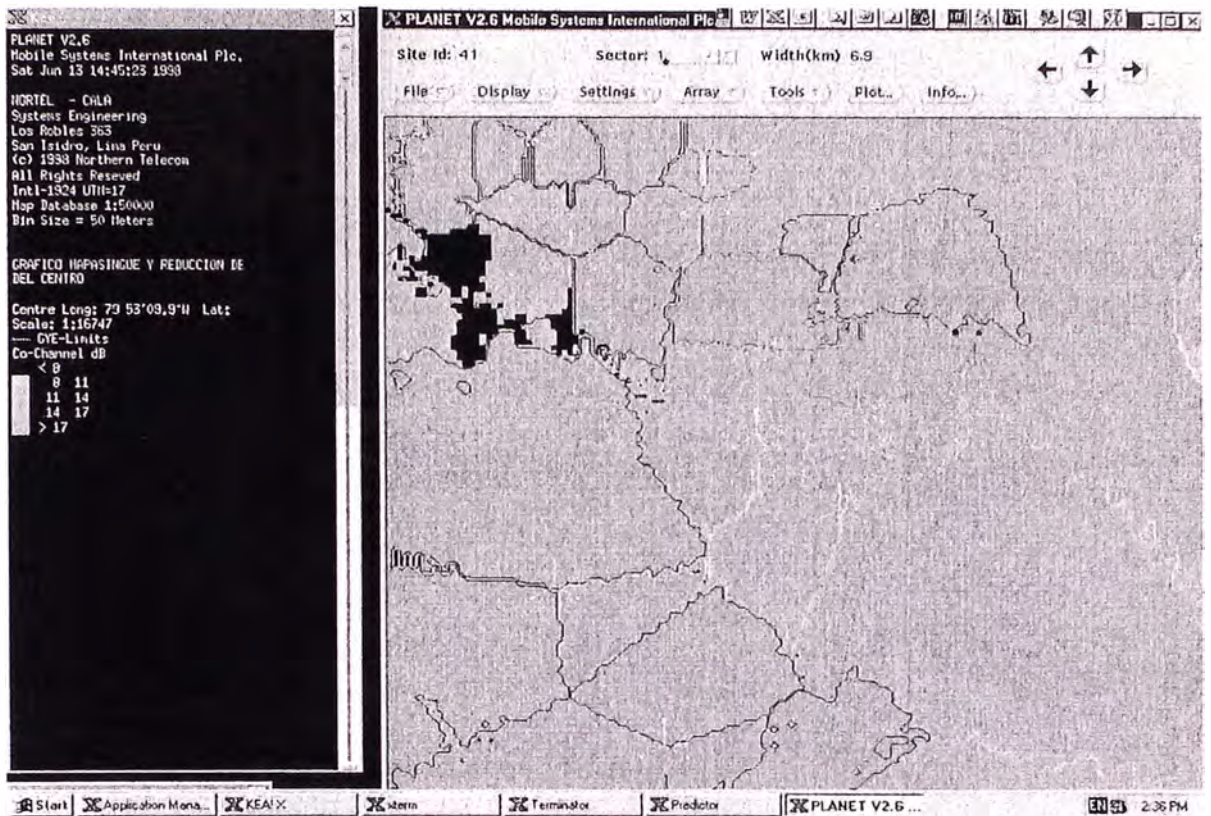 PLANET V2.6
Mobile Systems International Plc.
Sat Jun 13 14:45:23 1998
NORTEL - CALA
Systems Engineering
Los Robles 363
San Isidro, Lima Peru
(c) 1998 Northern Telecom
All Rights Reseved
Intl-1924 UTM=17
Map Database 1:50000
Bin Size = 50 Meters
GRAFICO MAPASINGUE Y REDUCCION DE
DEL CENTRO
Centre Long: 79 53'09.9"W Lat:
Scale: 1:16747
GYE-Limits
Co-Channel dB
< 8
8 11
11 14
14 17
> 17
PLANET V2.6 Mobile Systems International Plc
Site Id: 41 Sector: 1 Width(km) 6.9
File Display Settings Array Tools Plot... Info...
Start Application Mana... KEA! X xterm Terminator Predictor PLANET V2.6 ... EN 2:36 PM